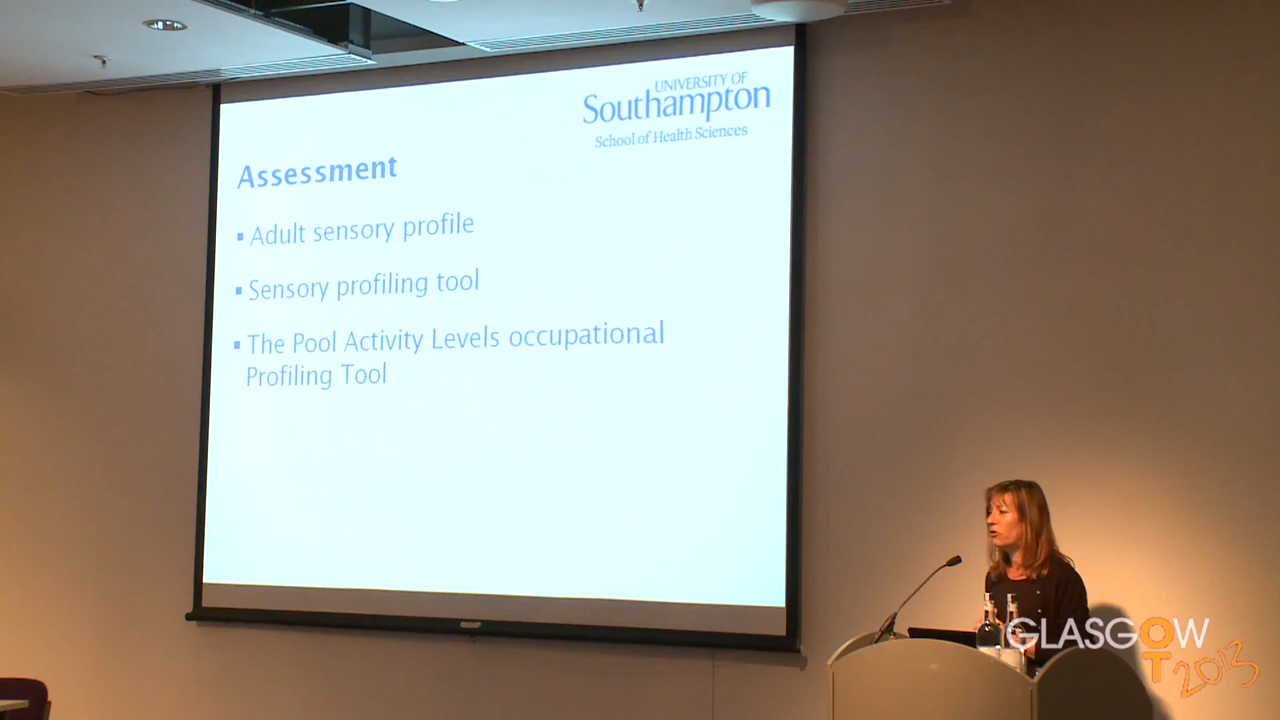 UNIVERSITY OF
Southampton
School of Health Sciences
Assessment
▪ Adult sensory profile
▪ Sensory profiling tool
▪ The Pool Activity Levels occupational
Profiling Tool
GLASGOW
OT
2013